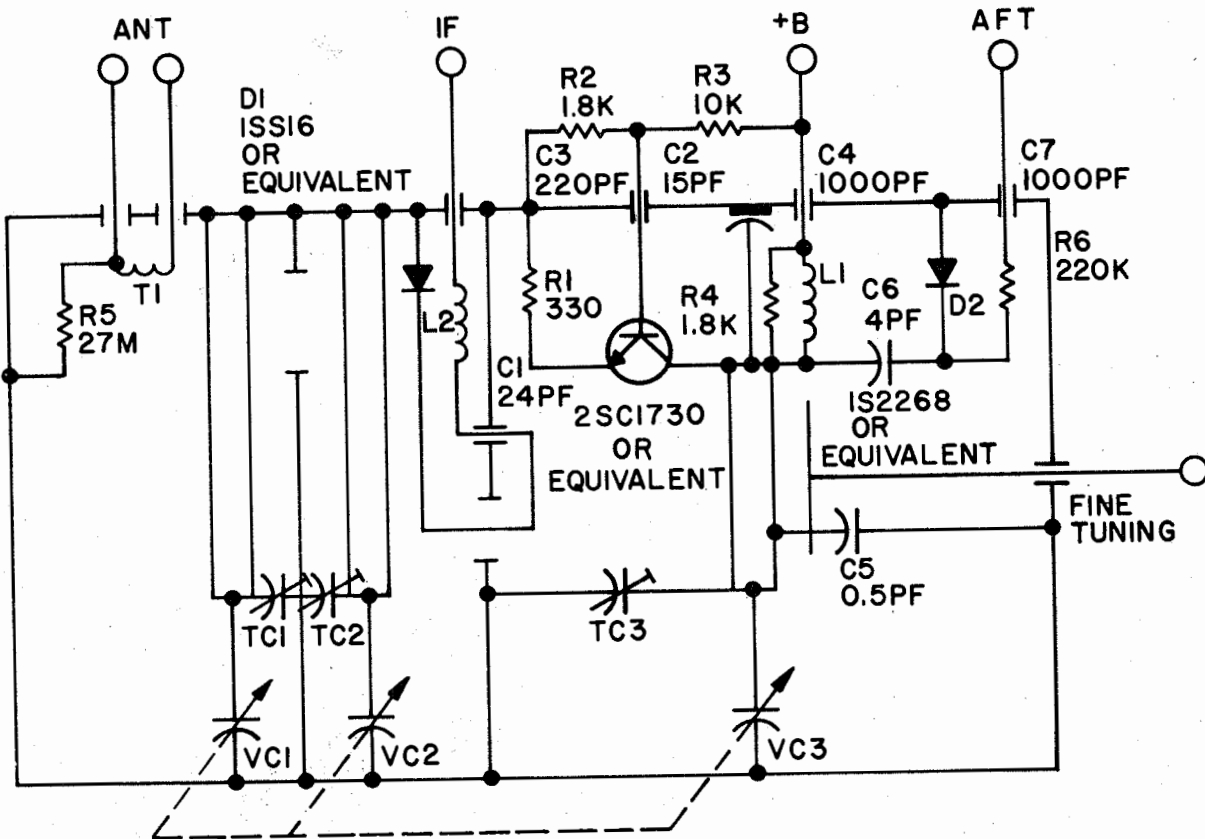 ANT
IF
+B
AFT
D1
1SS16
OR
EQUIVALENT
R2
1.8K
R3
10K
C3
220PF
C2
15PF
C4
1000PF
C7
1000PF
R5
27M
T1
L2
R1
330
R4
1.8K
L1
C6
4PF
D2
R6
220K
C1
24PF
2SC1730
OR
EQUIVALENT
1S2268
OR
EQUIVALENT
FINE
TUNING
C5
0.5PF
TC1
TC2
TC3
VC1
VC2
VC3